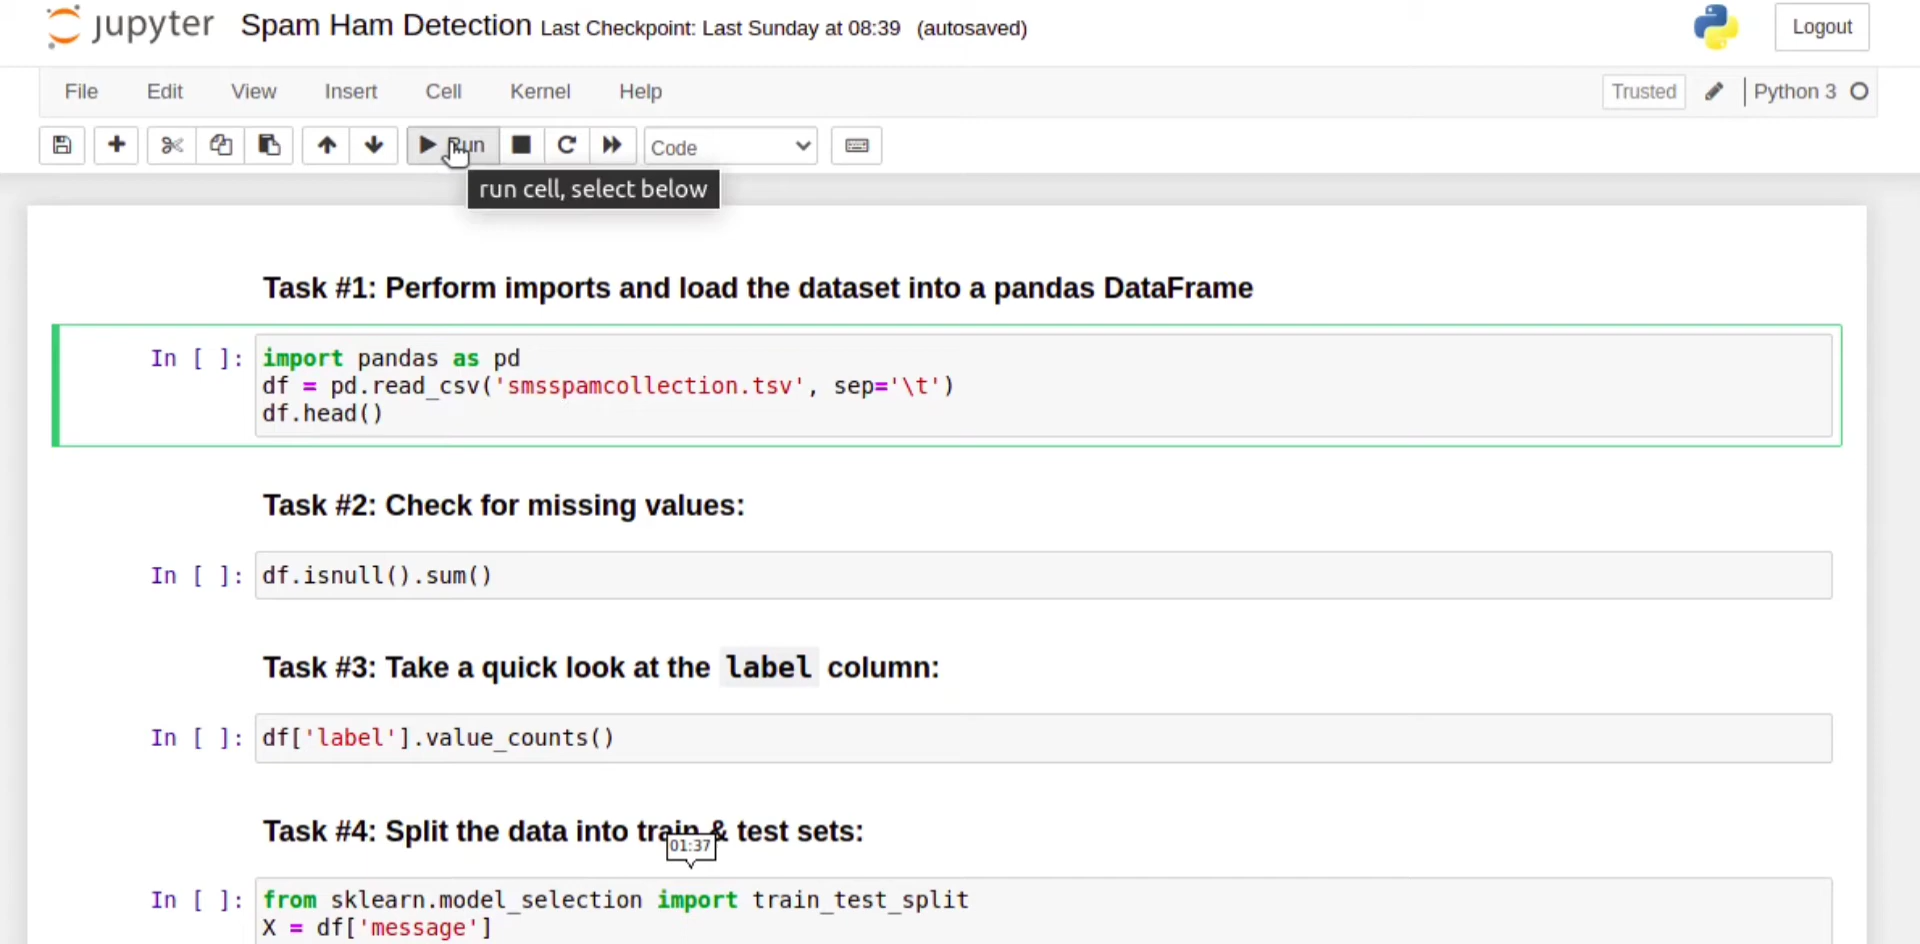 jupyter Spam Ham Detection Last Checkpoint: Last Sunday at 08:39 (autosaved)
Logout
File Edit View Insert Cell Kernel Help
Trusted Python 3
Run Code
run cell, select below
Task #1: Perform imports and load the dataset into a pandas DataFrame
In [ ]: import pandas as pd
df = pd.read_csv('smsspamcollection.tsv', sep='\t')
df.head()
Task #2: Check for missing values:
In [ ]: df.isnull().sum()
Task #3: Take a quick look at the label column:
In [ ]: df['label'].value_counts()
Task #4: Split the data into train & test sets:
01:37
In [ ]: from sklearn.model_selection import train_test_split
X = df['message']